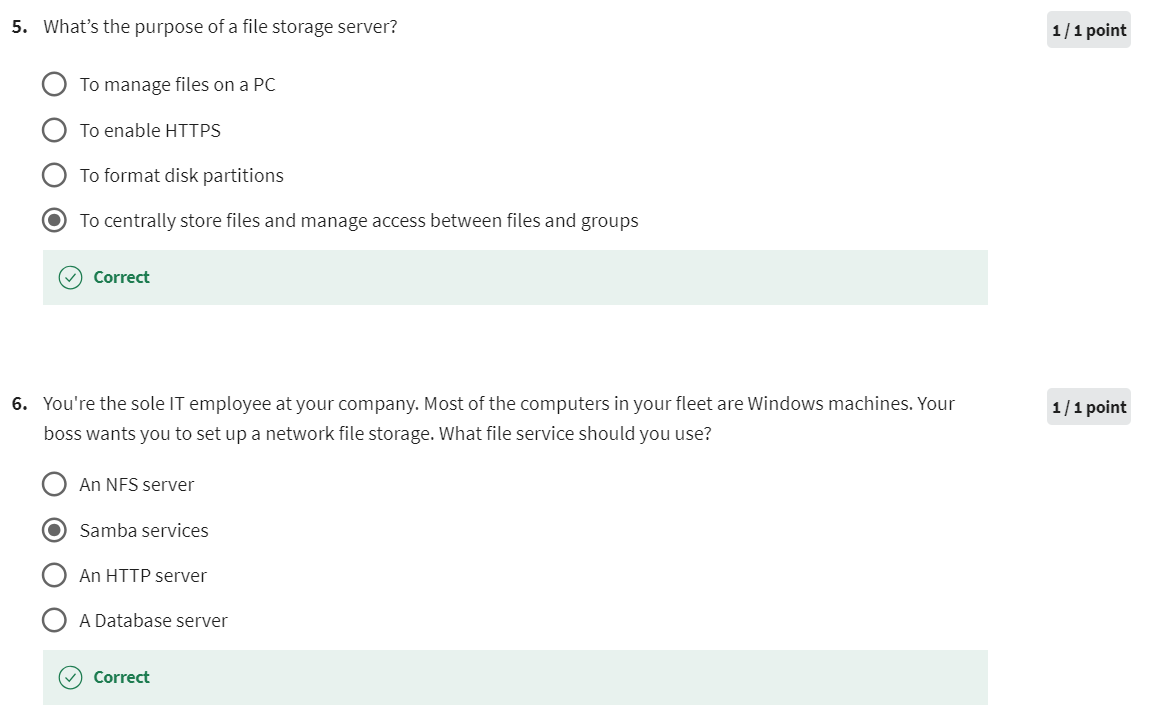 5. What’s the purpose of a file storage server?
1 / 1 point
To manage files on a PC
To enable HTTPS
To format disk partitions
To centrally store files and manage access between files and groups
Correct
6. You're the sole IT employee at your company. Most of the computers in your fleet are Windows machines. Your
1 / 1 point
boss wants you to set up a network file storage. What file service should you use?
An NFS server
Samba services
An HTTP server
A Database server
Correct